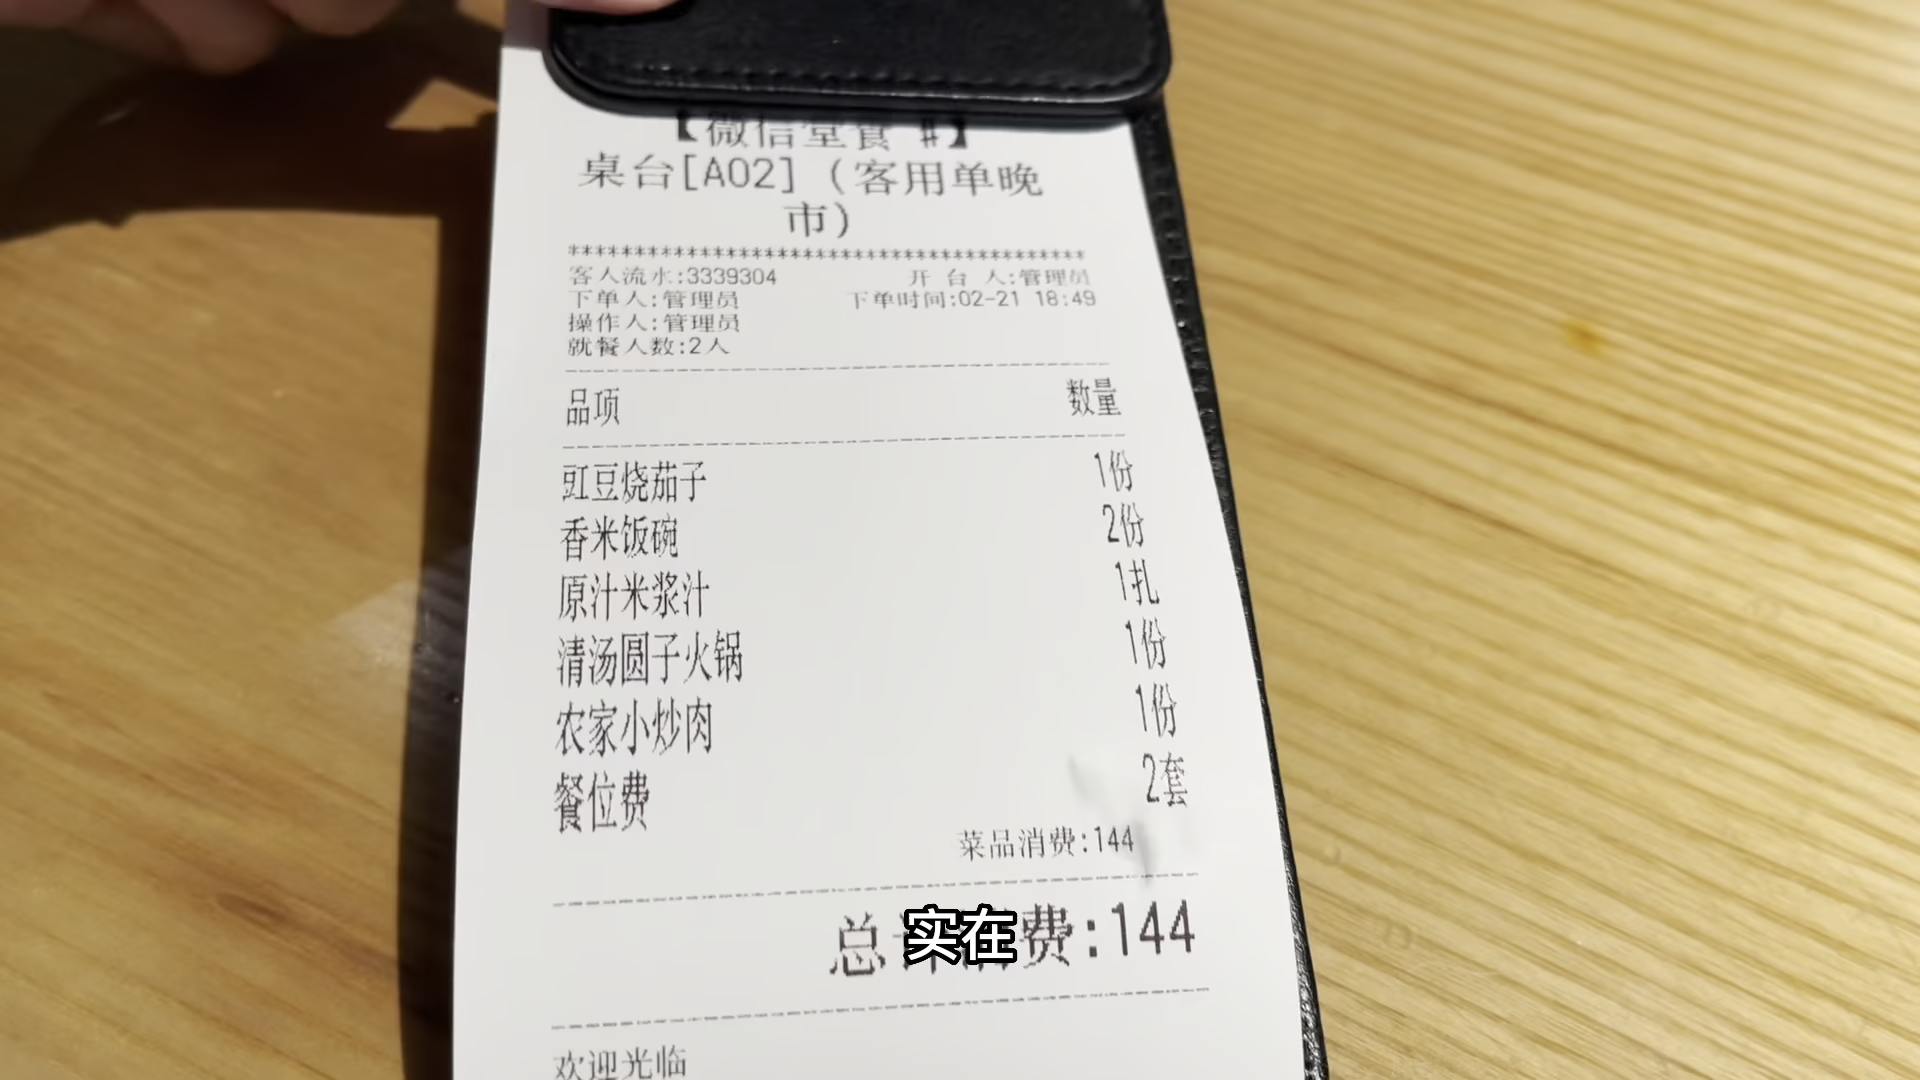 【微信堂餐 #】
桌台[A02]（客用单晚
市）
******************************************
客人流水:3339304 开 台 人:管理员
下单人:管理员 下单时间:02-21 18:49
操作人:管理员
就餐人数:2人
品项 数量
豇豆烧茄子 1份
香米饭碗 2份
原汁米浆汁 1扎
清汤圆子火锅 1份
农家小炒肉 1份
餐位费 2套
菜品消费:144
总 费:144
实在
欢迎光临